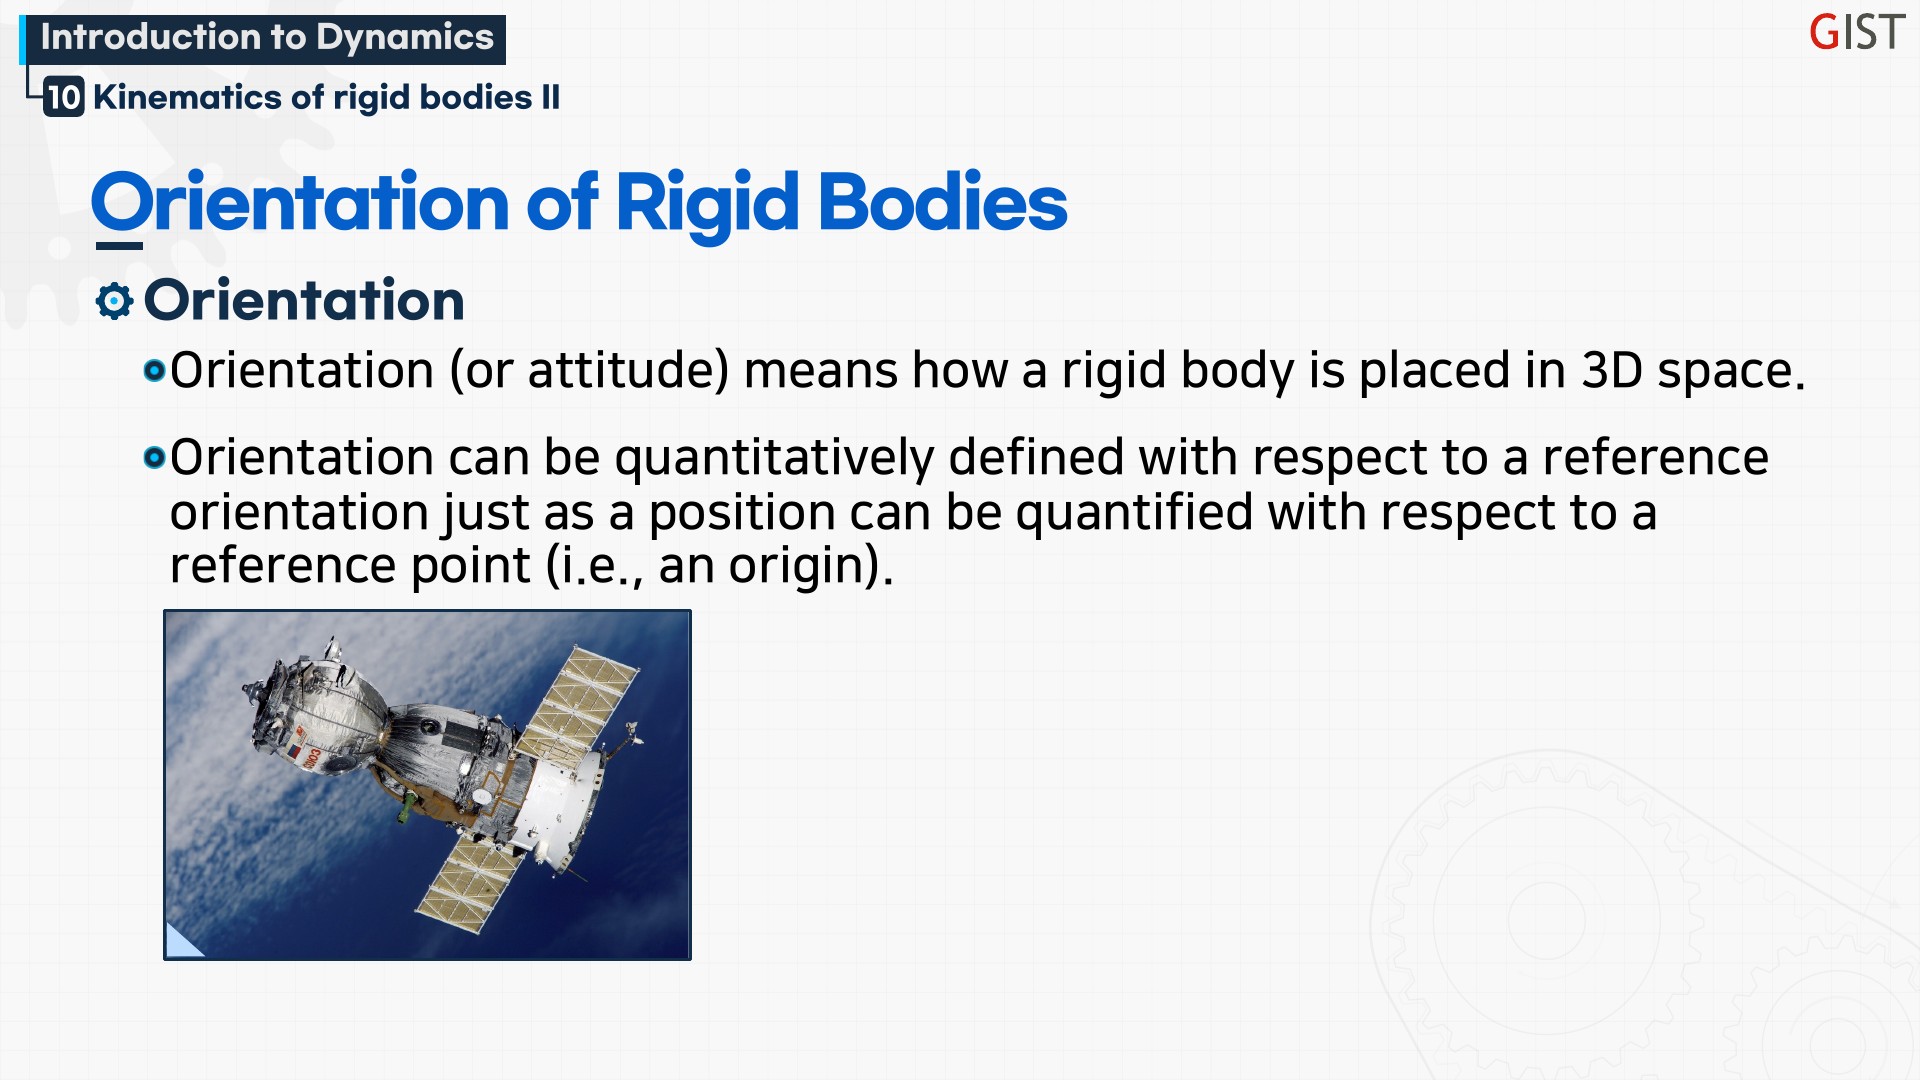 Introduction to Dynamics
GIST
10 Kinematics of rigid bodies II
Orientation of Rigid Bodies
Orientation
Orientation (or attitude) means how a rigid body is placed in 3D space.
Orientation can be quantitatively defined with respect to a reference
orientation just as a position can be quantified with respect to a
reference point (i.e., an origin).